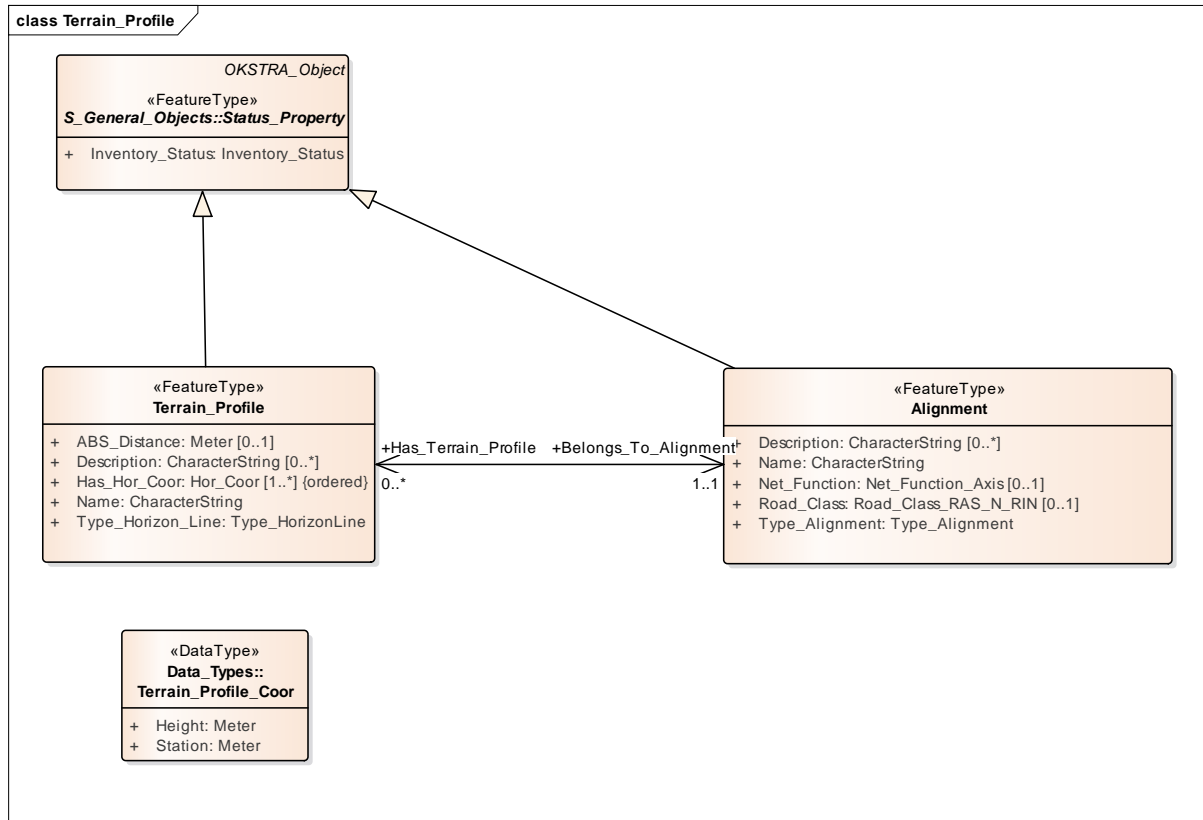 class Terrain_Profile
OKSTRA_Object
«FeatureType»
S_General_Objects::Status_Property
+ Inventory_Status: Inventory_Status
«FeatureType»
Terrain_Profile
+ ABS_Distance: Meter [0..1]
+ Description: CharacterString [0..*]
+ Has_Hor_Coor: Hor_Coor [1..*] {ordered}
+ Name: CharacterString
+ Type_Horizon_Line: Type_HorizonLine
+Has_Terrain_Profile +Belongs_To_Alignment
0..* 1..1
«FeatureType»
Alignment
+ Description: CharacterString [0..*]
+ Name: CharacterString
+ Net_Function: Net_Function_Axis [0..1]
+ Road_Class: Road_Class_RAS_N_RIN [0..1]
+ Type_Alignment: Type_Alignment
«DataType»
Data_Types::
Terrain_Profile_Coor
+ Height: Meter
+ Station: Meter